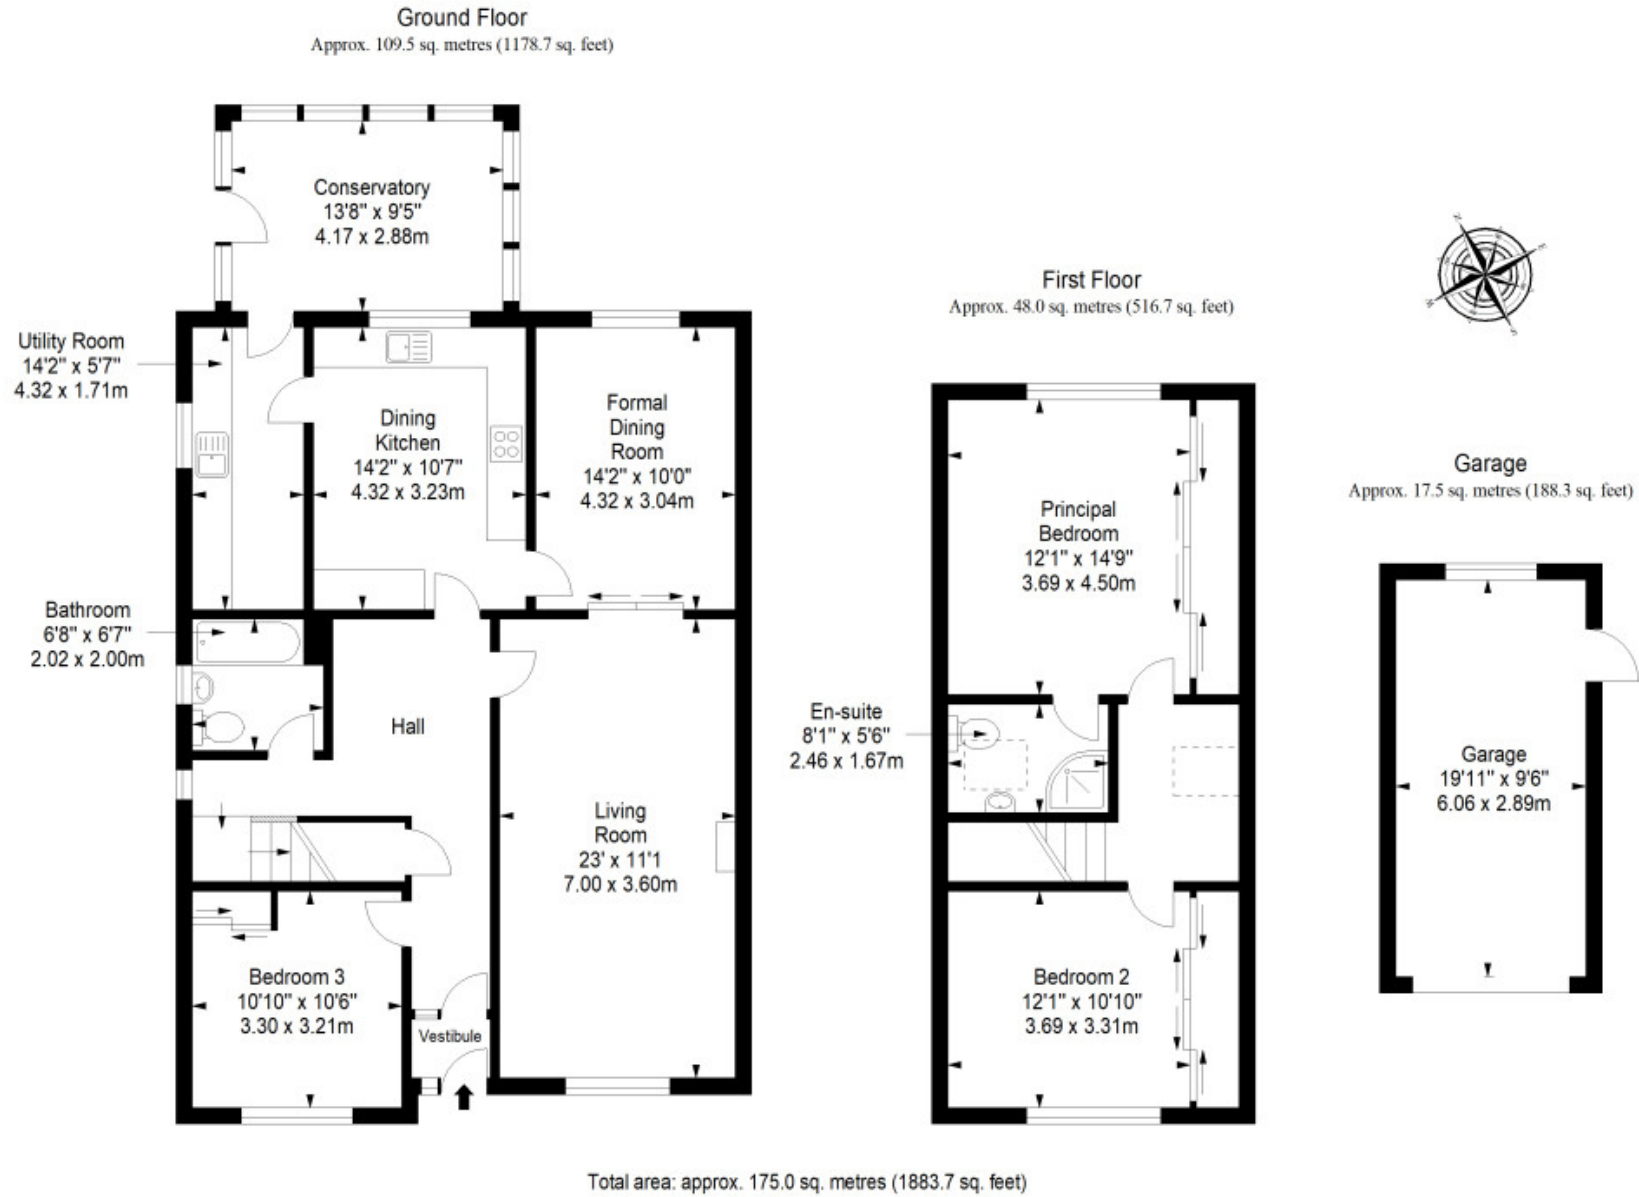 Ground Floor
Approx. 109.5 sq. metres (1178.7 sq. feet)
Conservatory
13'8" x 9'5"
4.17 x 2.88m
Utility Room
14'2" x 5'7"
4.32 x 1.71m
Dining
Kitchen
14'2" x 10'7"
4.32 x 3.23m
Formal
Dining
Room
14'2" x 10'0"
4.32 x 3.04m
Bathroom
6'8" x 6'7"
2.02 x 2.00m
Hall
Living
Room
23' x 11'1
7.00 x 3.60m
Bedroom 3
10'10" x 10'6"
3.30 x 3.21m
Vestibule
First Floor
Approx. 48.0 sq. metres (516.7 sq. feet)
Principal
Bedroom
12'1" x 14'9"
3.69 x 4.50m
En-suite
8'1" x 5'6"
2.46 x 1.67m
Bedroom 2
12'1" x 10'10"
3.69 x 3.31m
N
E
S
W
Garage
Approx. 17.5 sq. metres (188.3 sq. feet)
Garage
19'11" x 9'6"
6.06 x 2.89m
Total area: approx. 175.0 sq. metres (1883.7 sq. feet)